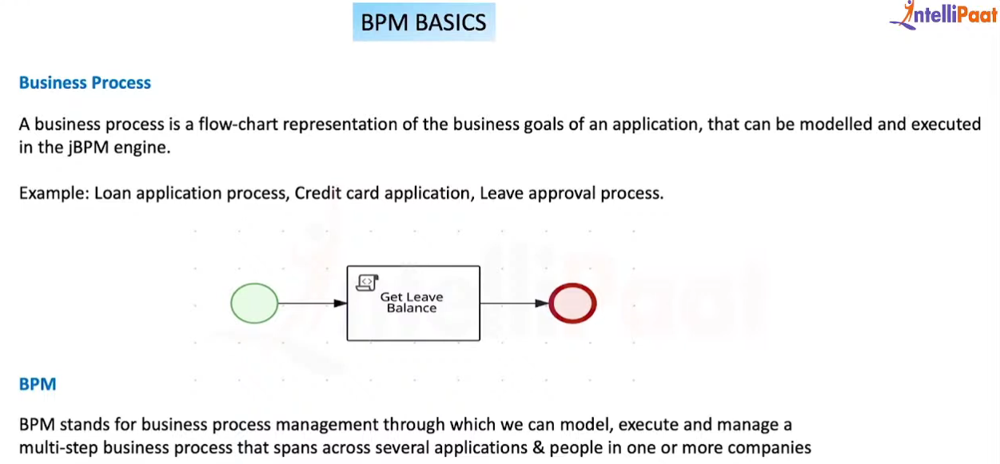 BPM BASICS
IntelliPaat
Business Process
A business process is a flow-chart representation of the business goals of an application, that can be modelled and executed
in the jBPM engine.
Example: Loan application process, Credit card application, Leave approval process.
Get Leave
Balance
BPM
BPM stands for business process management through which we can model, execute and manage a
multi-step business process that spans across several applications & people in one or more companies